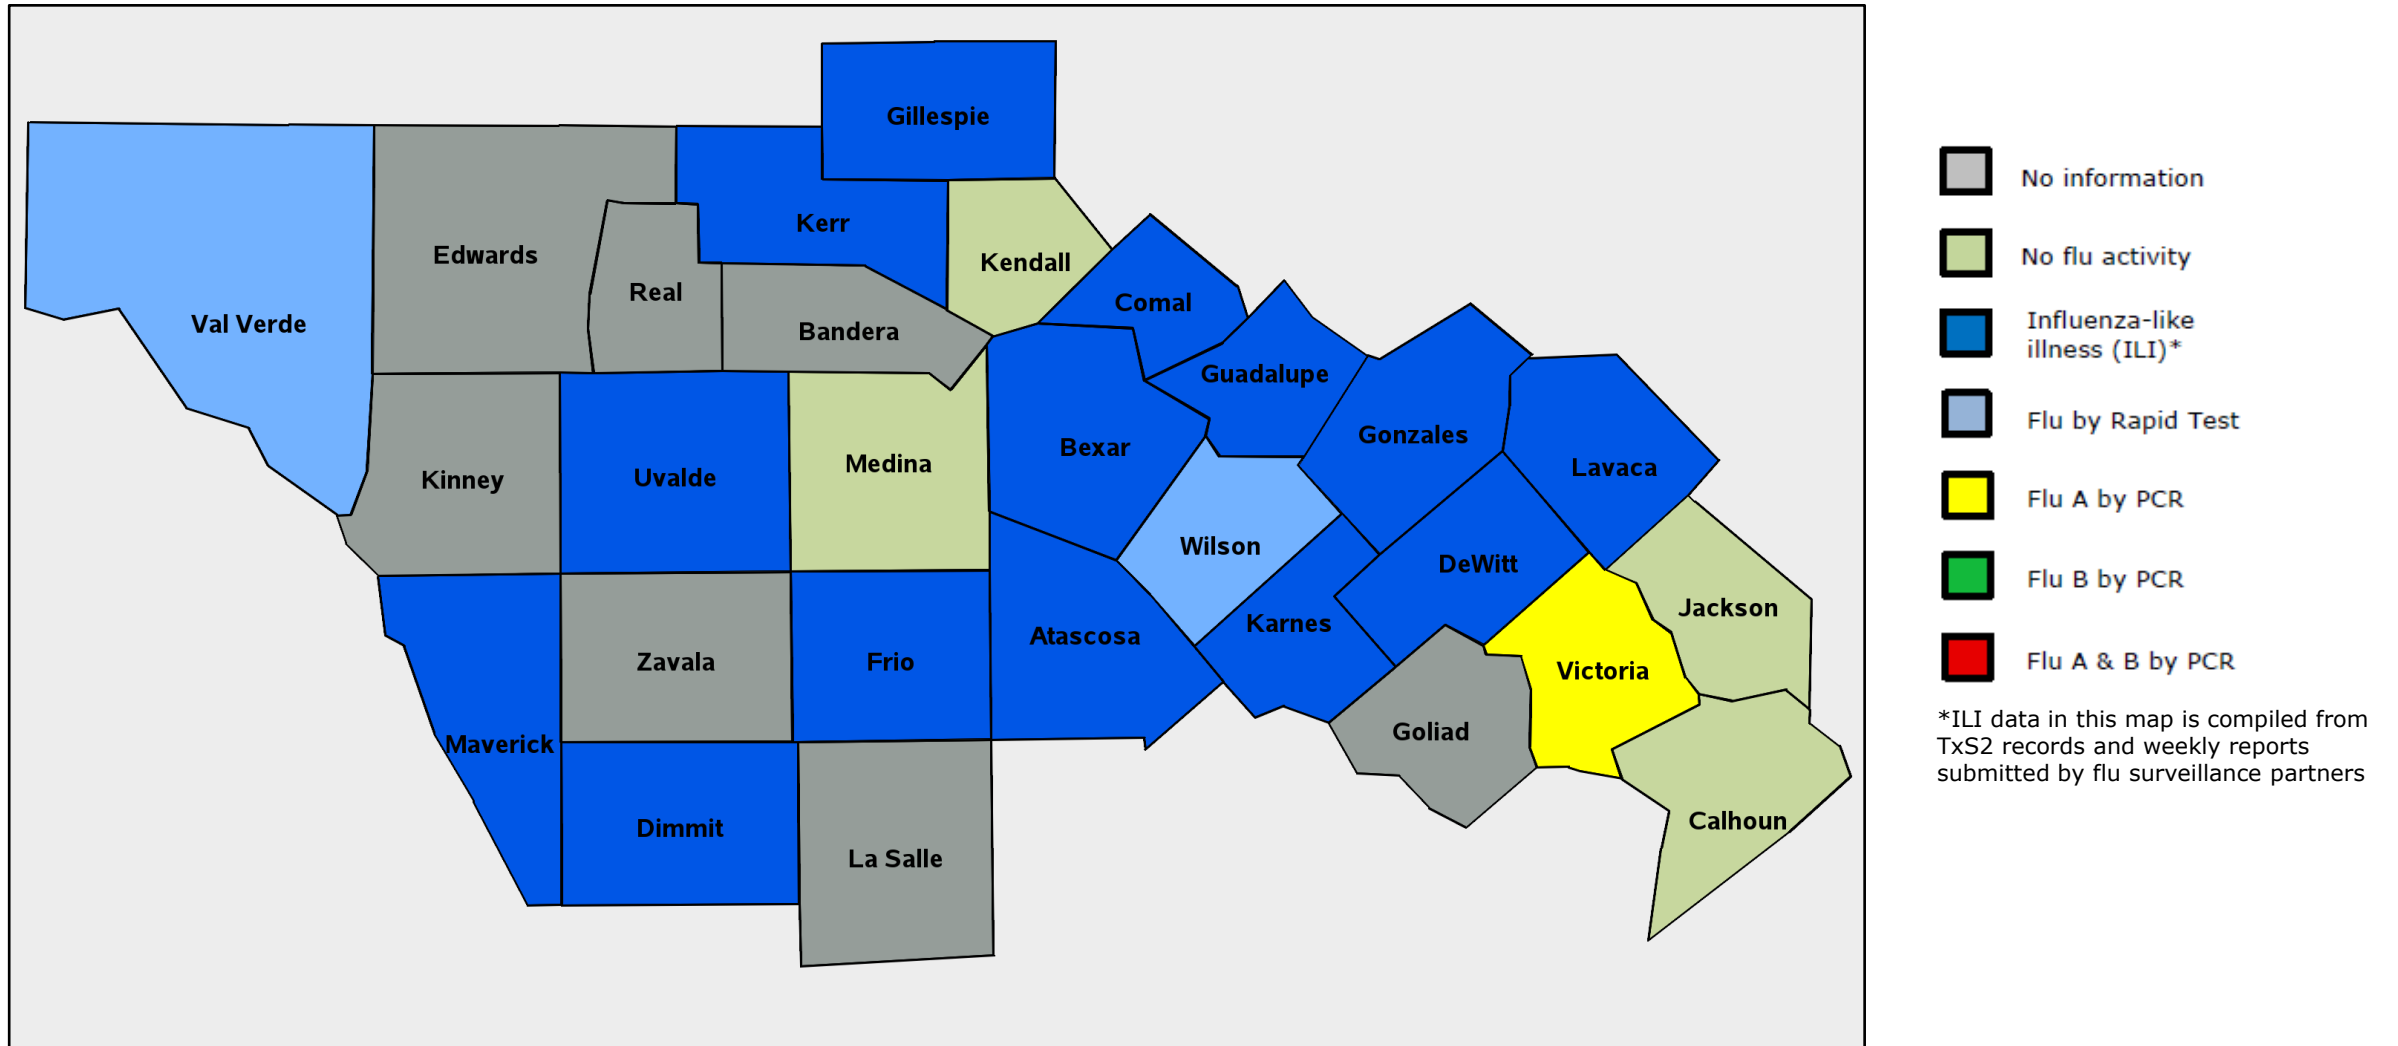 Gillespie
Kerr
Edwards
Kendall
Real
Comal
Val Verde
Bandera
Guadalupe
Gonzales
Bexar
Medina
Lavaca
Uvalde
Kinney
Wilson
DeWitt
Jackson
Karnes
Atascosa
Zavala
Frio
Victoria
Goliad
Maverick
Calhoun
Dimmit
La Salle
No information
No flu activity
Influenza-like
illness (ILI)*
Flu by Rapid Test
Flu A by PCR
Flu B by PCR
Flu A & B by PCR
*ILI data in this map is compiled from
TxS2 records and weekly reports
submitted by flu surveillance partners